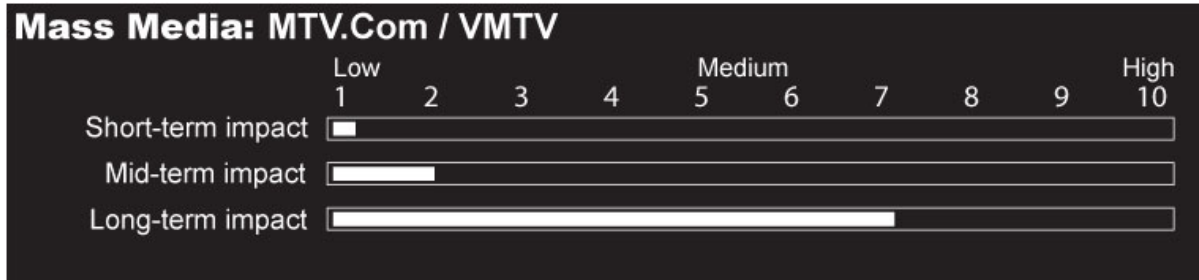 Mass Media: MTV.Com / VMTV
Low Medium High
1 2 3 4 5 6 7 8 9 10
Short-term impact
Mid-term impact
Long-term impact